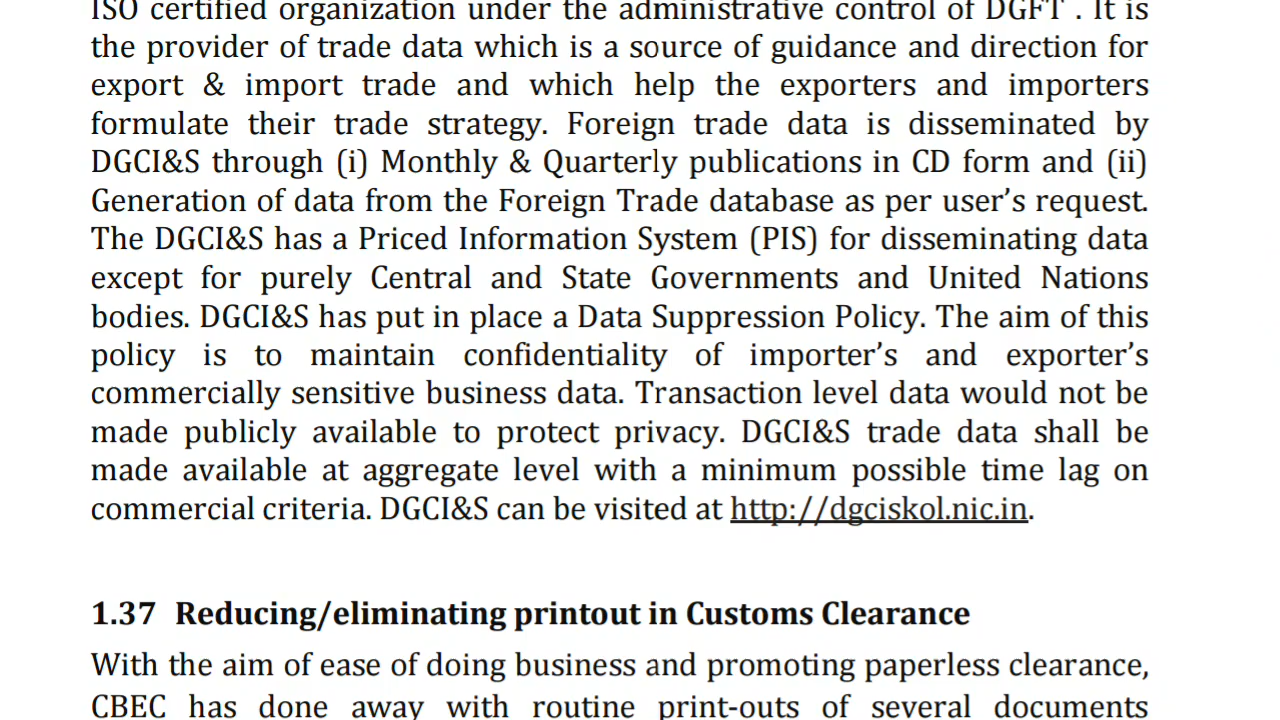 ISO certified organization under the administrative control of DGFT . It is
the provider of trade data which is a source of guidance and direction for
export & import trade and which help the exporters and importers
formulate their trade strategy. Foreign trade data is disseminated by
DGCI&S through (i) Monthly & Quarterly publications in CD form and (ii)
Generation of data from the Foreign Trade database as per user’s request.
The DGCI&S has a Priced Information System (PIS) for disseminating data
except for purely Central and State Governments and United Nations
bodies. DGCI&S has put in place a Data Suppression Policy. The aim of this
policy is to maintain confidentiality of importer’s and exporter’s
commercially sensitive business data. Transaction level data would not be
made publicly available to protect privacy. DGCI&S trade data shall be
made available at aggregate level with a minimum possible time lag on
commercial criteria. DGCI&S can be visited at http://dgciskol.nic.in.
1.37 Reducing/eliminating printout in Customs Clearance
With the aim of ease of doing business and promoting paperless clearance,
CBEC has done away with routine print-outs of several documents